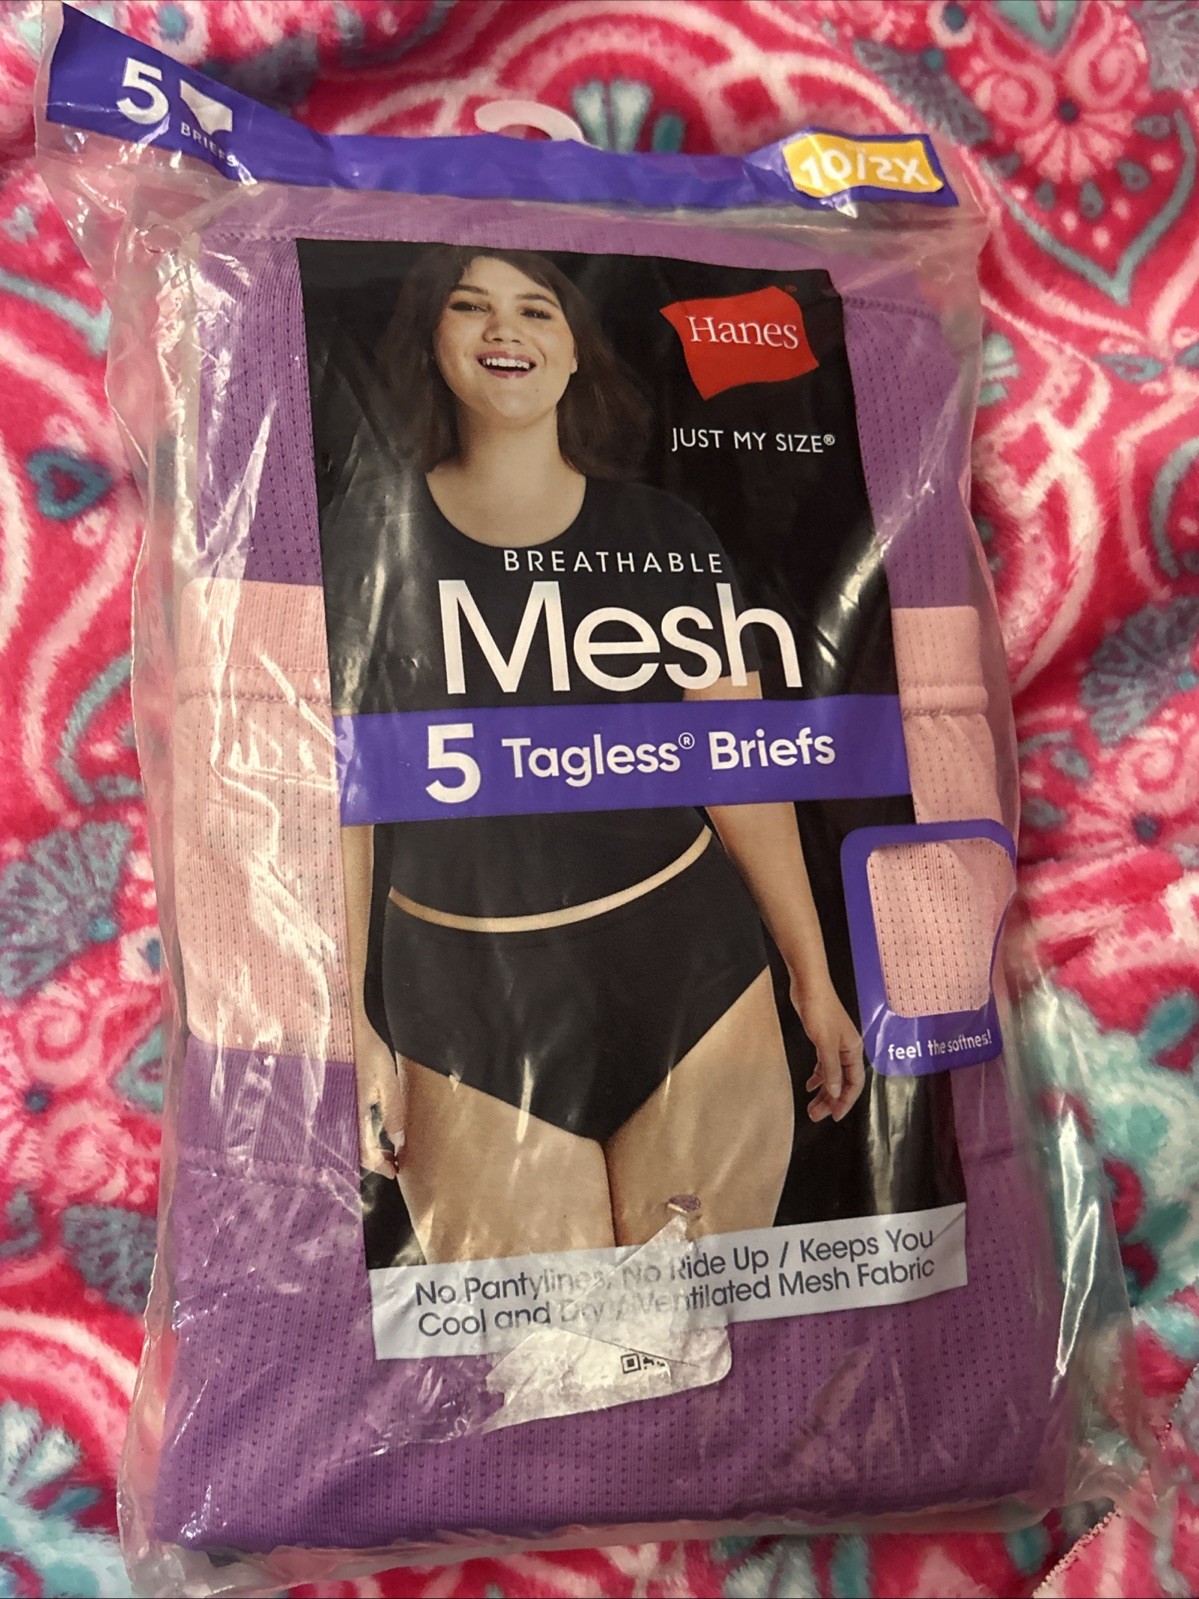 5
BRIEFS
10/2X
Hanes
JUST MY SIZE®
BREATHABLE
Mesh
5 Tagless® Briefs
feel the softness!
No Pantylines, No Ride Up / Keeps You
Cool and Dry / Ventilated Mesh Fabric